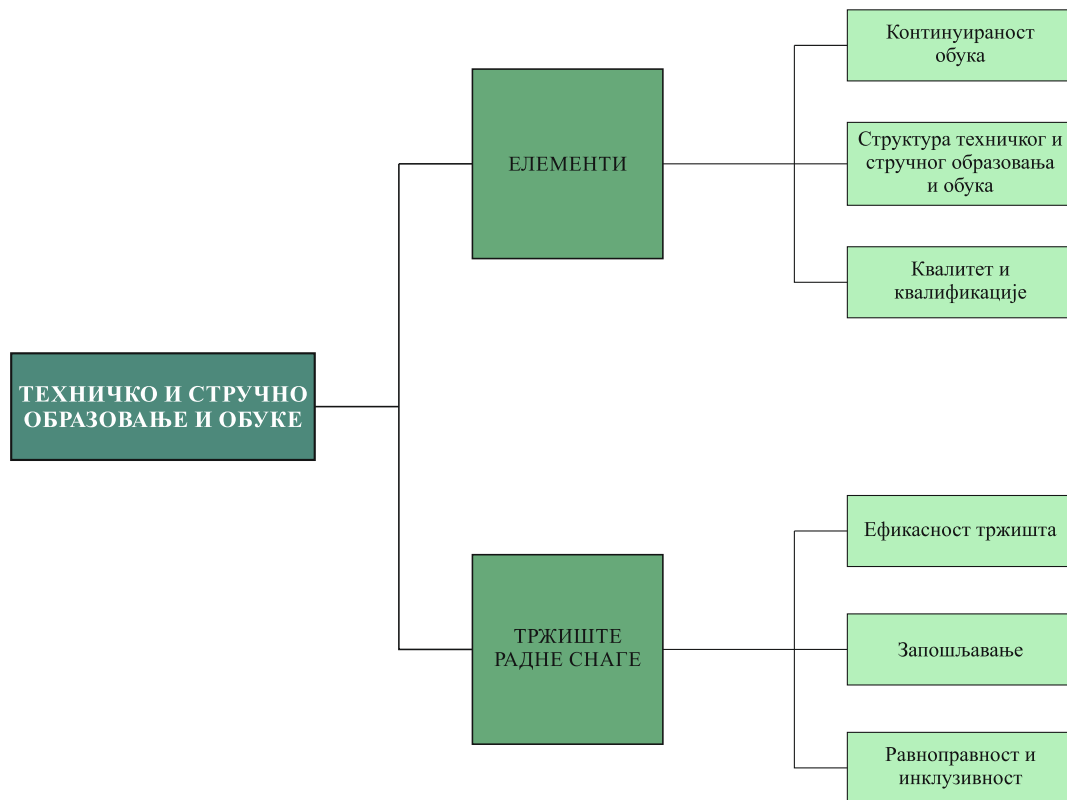 Континуираност
обука
Структура техничког и
стручног образовања
и обука
Квалитет и
квалификације
ЕЛЕМЕНТИ
ТЕХНИЧКО И СТРУЧНО
ОБРАЗОВАЊЕ И ОБУКЕ
Ефикасност тржишта
Запошљавање
Равноправност и
инклузивност
ТРЖИШТЕ
РАДНЕ СНАГЕ